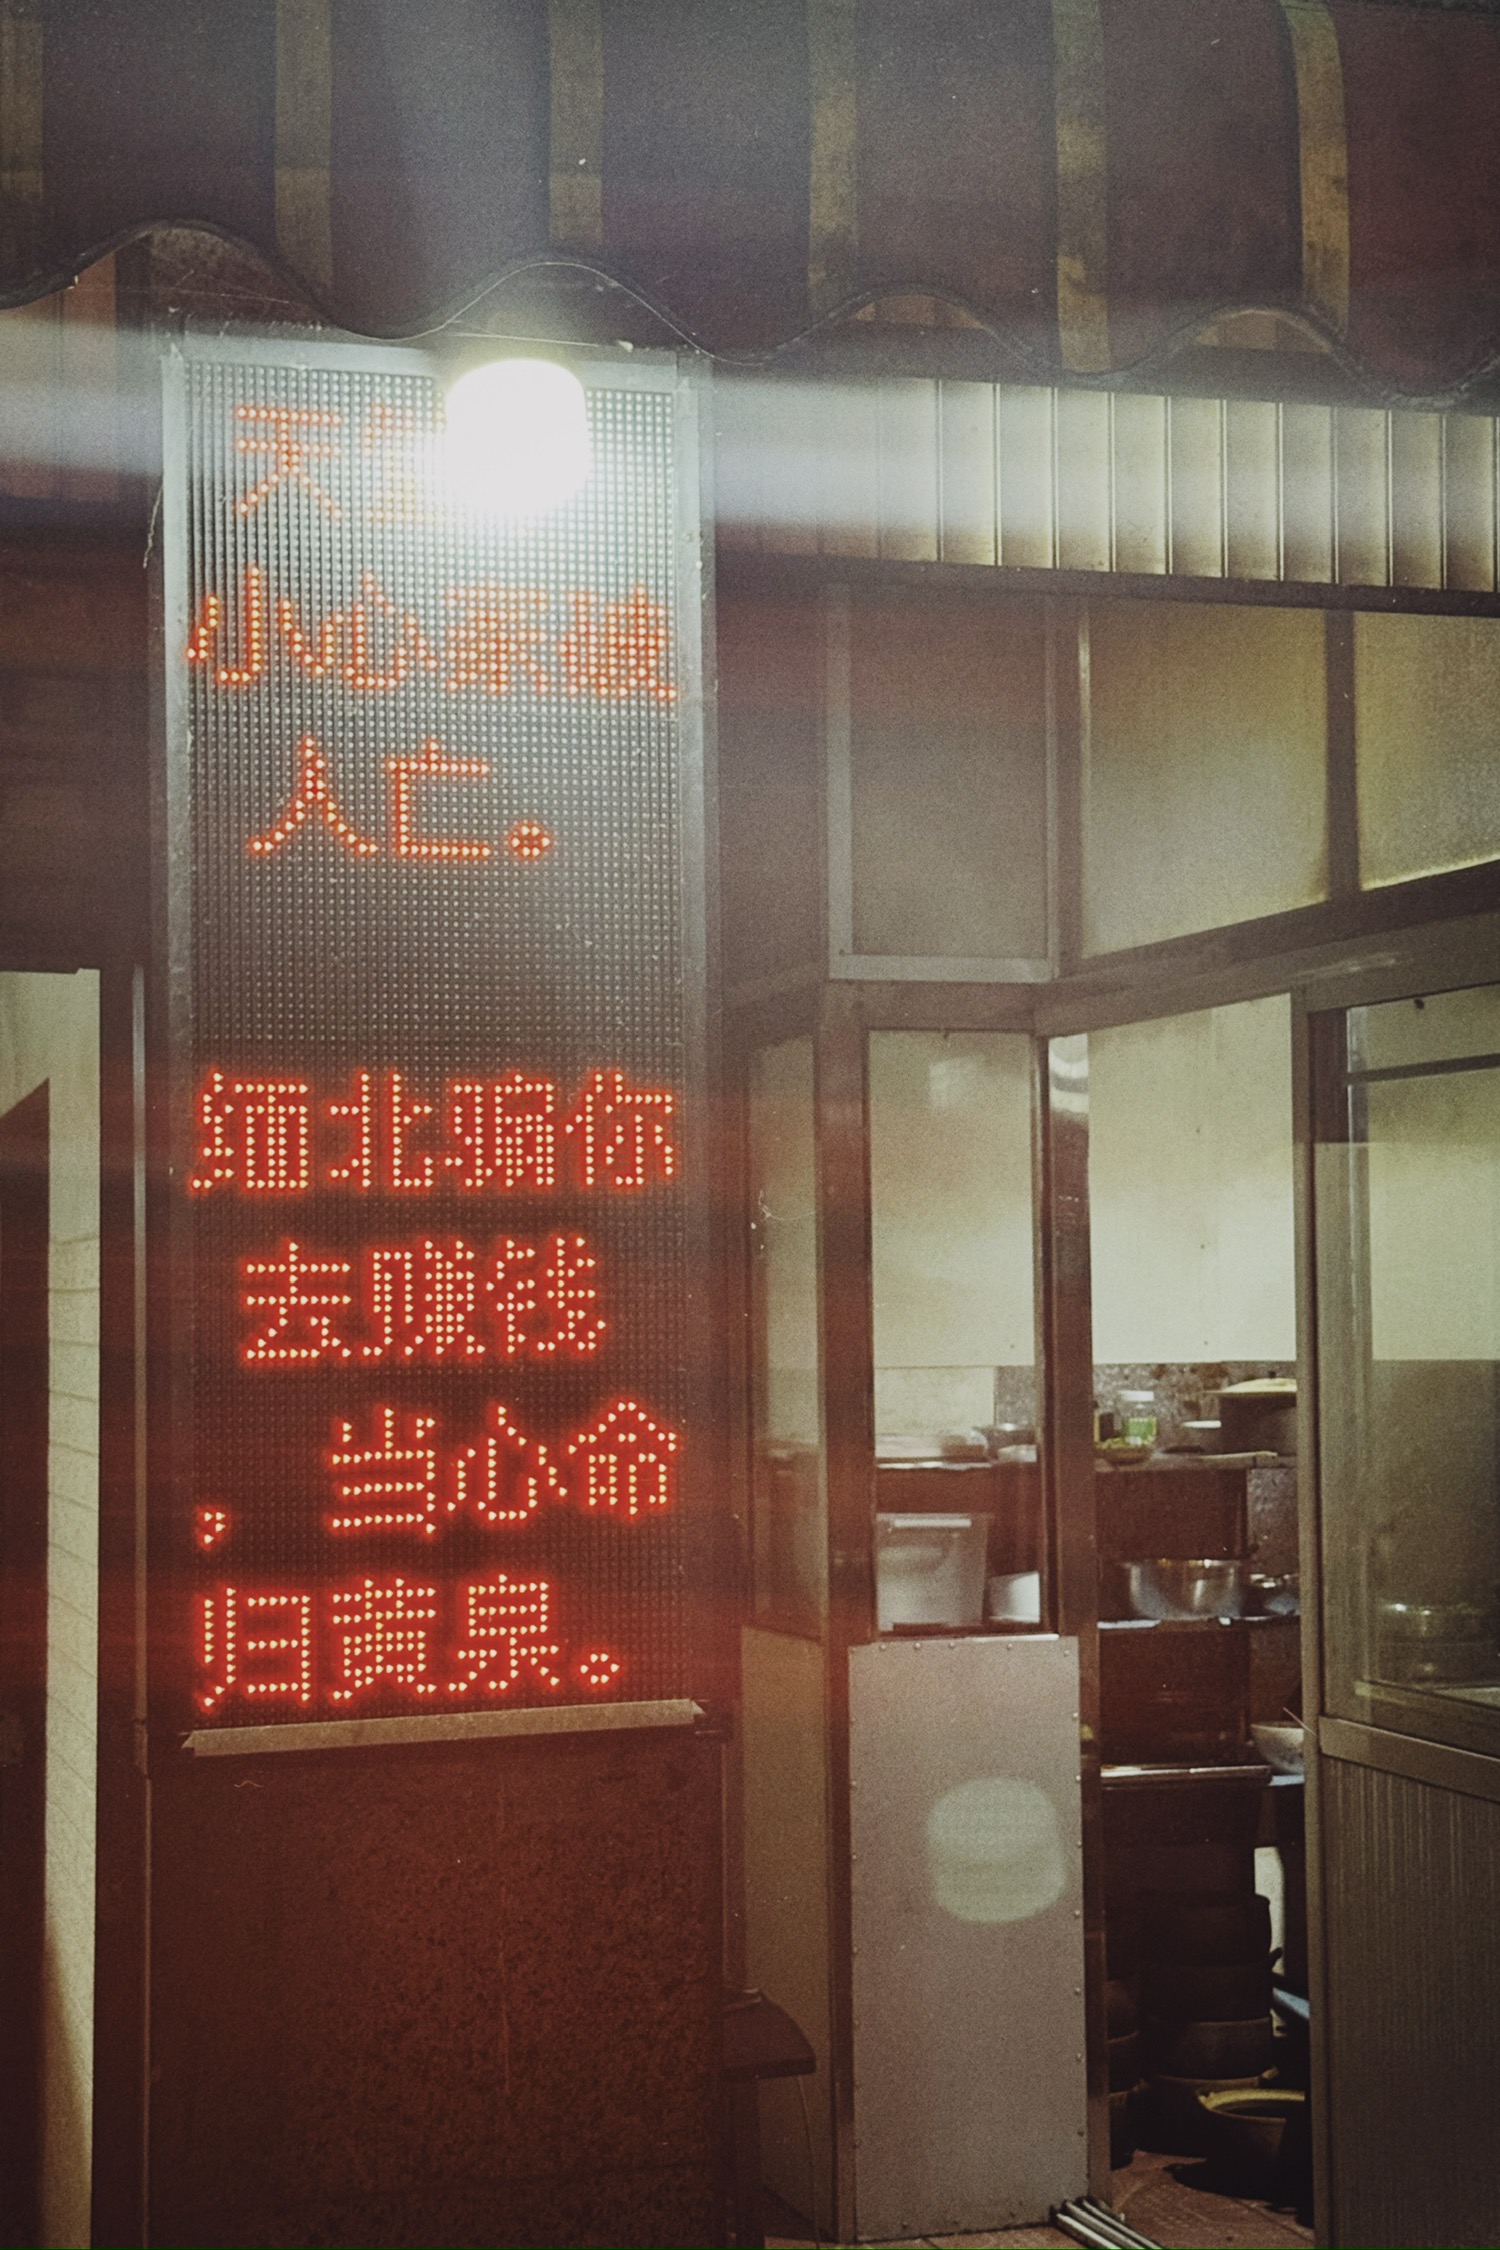 天
小心家破
人亡。
缅北骗你
去赚钱
，当心命
归黄泉。